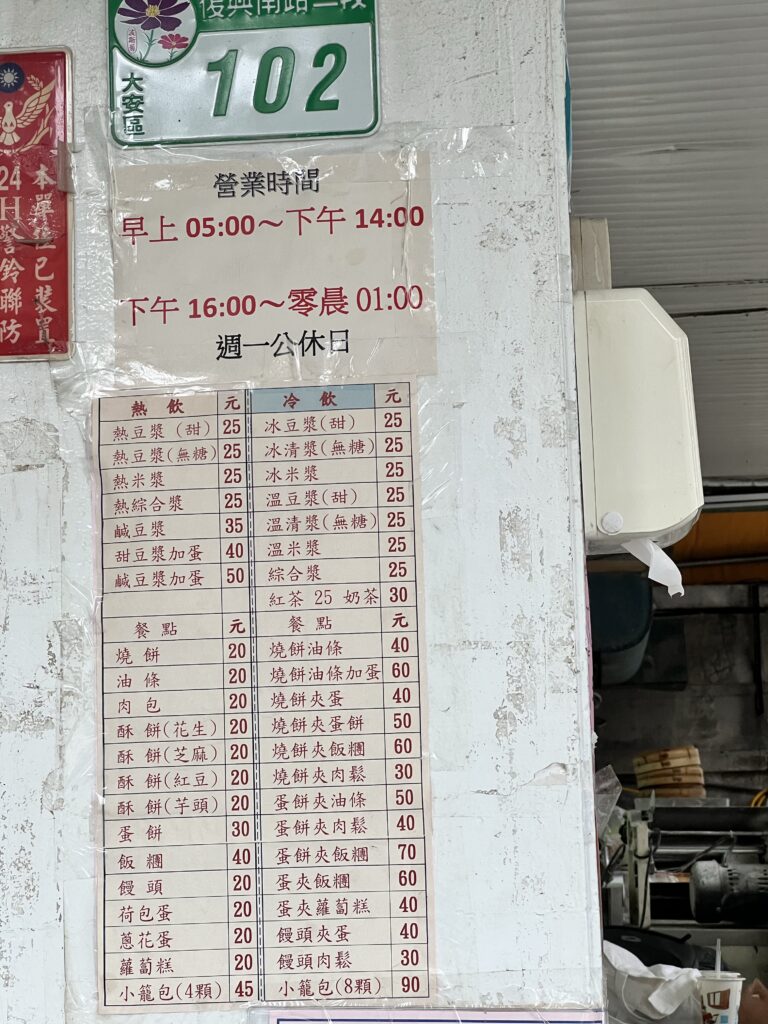 復興南路二段
大安區
波斯菊
102
24H警鈴聯防
本單位已裝置
營業時間
早上 05:00～下午 14:00
下午 16:00～零晨 01:00
週一公休日
熱 飲 元 冷 飲 元
熱豆漿 (甜) 25 冰豆漿(甜) 25
熱豆漿(無糖) 25 冰清漿(無糖) 25
熱米漿 25 冰米漿 25
熱綜合漿 25 溫豆漿(甜) 25
鹹豆漿 35 溫清漿(無糖) 25
甜豆漿加蛋 40 溫米漿 25
鹹豆漿加蛋 50 綜合漿 25
紅茶 25 奶茶 30
餐 點 元 餐 點 元
燒 餅 20 燒餅油條 40
油 條 20 燒餅油條加蛋 60
肉 包 20 燒餅夾蛋 40
酥 餅(花生) 20 燒餅夾蛋餅 50
酥 餅(芝麻) 20 燒餅夾飯糰 60
酥 餅(紅豆) 20 燒餅夾肉鬆 30
酥 餅(芋頭) 20 蛋餅夾油條 50
蛋 餅 30 蛋餅夾肉鬆 40
飯 糰 40 蛋餅夾飯糰 70
饅 頭 20 蛋夾飯糰 60
荷包蛋 20 蛋夾蘿蔔糕 40
蔥花蛋 20 饅頭夾蛋 40
蘿蔔糕 20 饅頭肉鬆 30
小籠包(4顆) 45 小籠包(8顆) 90